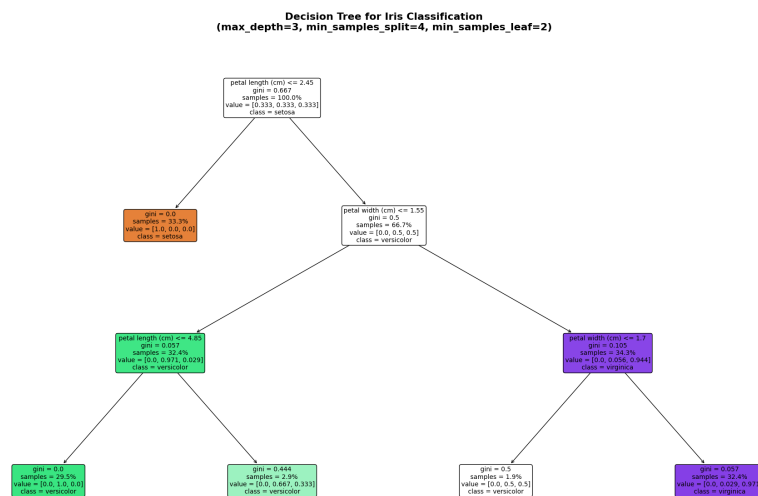 Decision Tree for Iris Classification
(max_depth=3, min_samples_split=4, min_samples_leaf=2)
petal length (cm) <= 2.45
gini = 0.667
samples = 100.0%
value = [0.333, 0.333, 0.333]
class = setosa
gini = 0.0
samples = 33.3%
value = [1.0, 0.0, 0.0]
class = setosa
petal width (cm) <= 1.55
gini = 0.5
samples = 66.7%
value = [0.0, 0.5, 0.5]
class = versicolor
petal length (cm) <= 4.85
gini = 0.057
samples = 32.4%
value = [0.0, 0.971, 0.029]
class = versicolor
petal width (cm) <= 1.7
gini = 0.105
samples = 34.3%
value = [0.0, 0.056, 0.944]
class = virginica
gini = 0.0
samples = 29.5%
value = [0.0, 1.0, 0.0]
class = versicolor
gini = 0.444
samples = 2.9%
value = [0.0, 0.667, 0.333]
class = versicolor
gini = 0.5
samples = 1.9%
value = [0.0, 0.5, 0.5]
class = versicolor
gini = 0.057
samples = 32.4%
value = [0.0, 0.029, 0.97
class = virginica